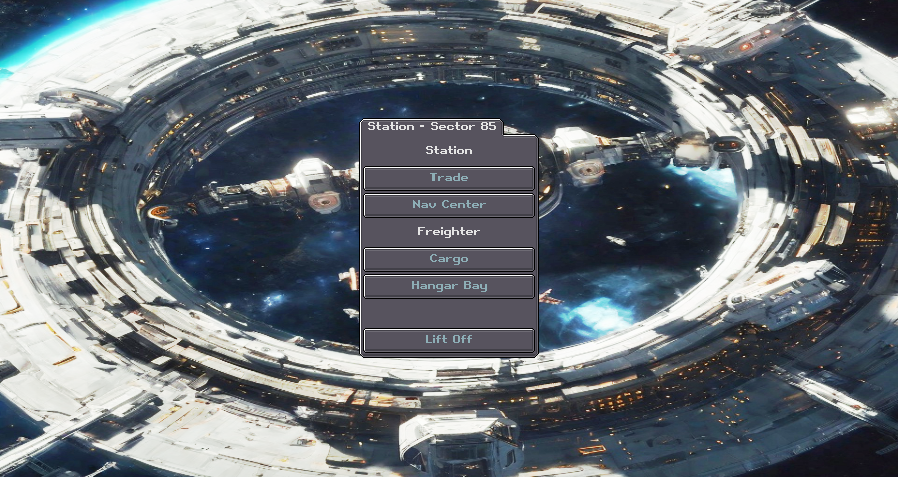 Station - Sector 85
Station
Trade
Nav Center
Freighter
Cargo
Hangar Bay
Lift Off